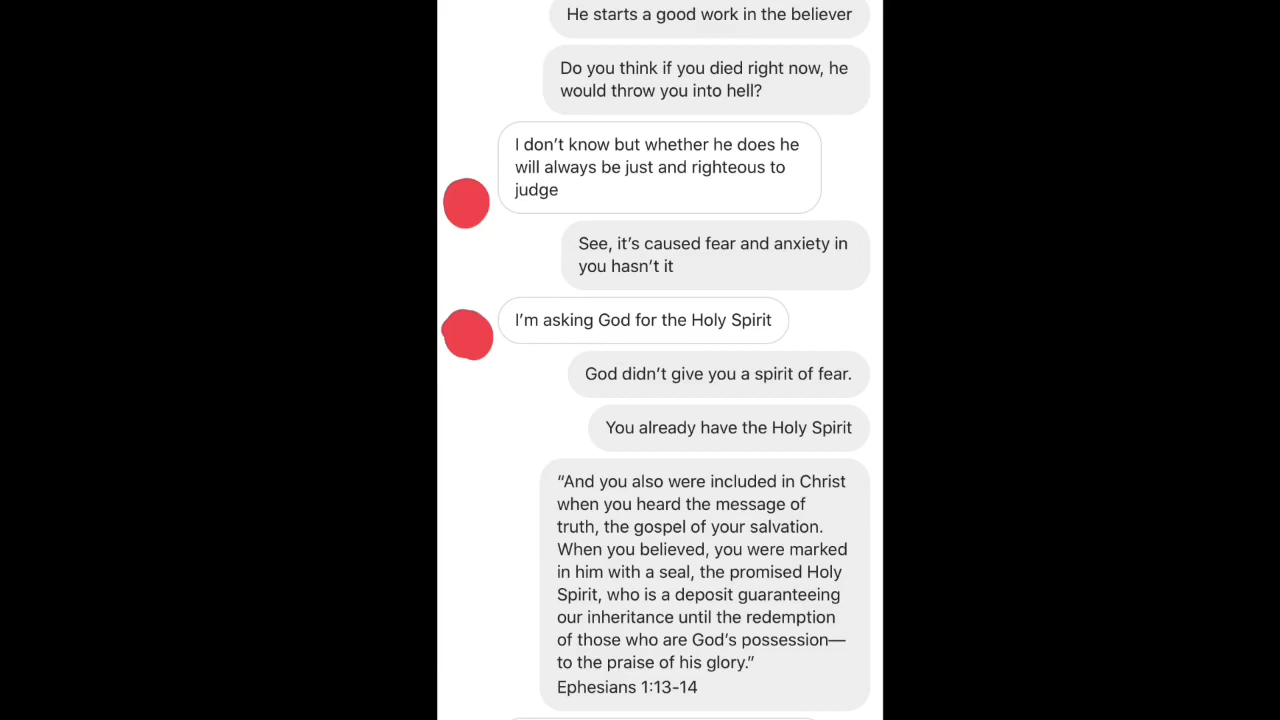 He starts a good work in the believer
Do you think if you died right now, he
would throw you into hell?
I don't know but whether he does he
will always be just and righteous to
judge
See, it's caused fear and anxiety in
you hasn't it
I'm asking God for the Holy Spirit
God didn't give you a spirit of fear.
You already have the Holy Spirit
“And you also were included in Christ
when you heard the message of
truth, the gospel of your salvation.
When you believed, you were marked
in him with a seal, the promised Holy
Spirit, who is a deposit guaranteeing
our inheritance until the redemption
of those who are God's possession—
to the praise of his glory.”
Ephesians 1:13-14